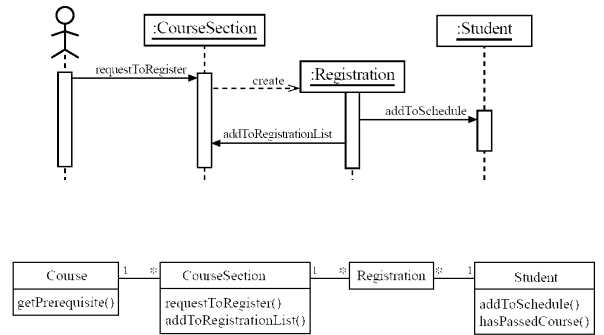 :CourseSection
:Student
requestToRegister
create
:Registration
addToSchedule
addToRegistrationList
Course
1
*
CourseSection
1
*
Registration
*
1
Student
getPrerequisite()
requestToRegister()
addToRegistrationList()
addToSchedule()
hasPassedCourse()